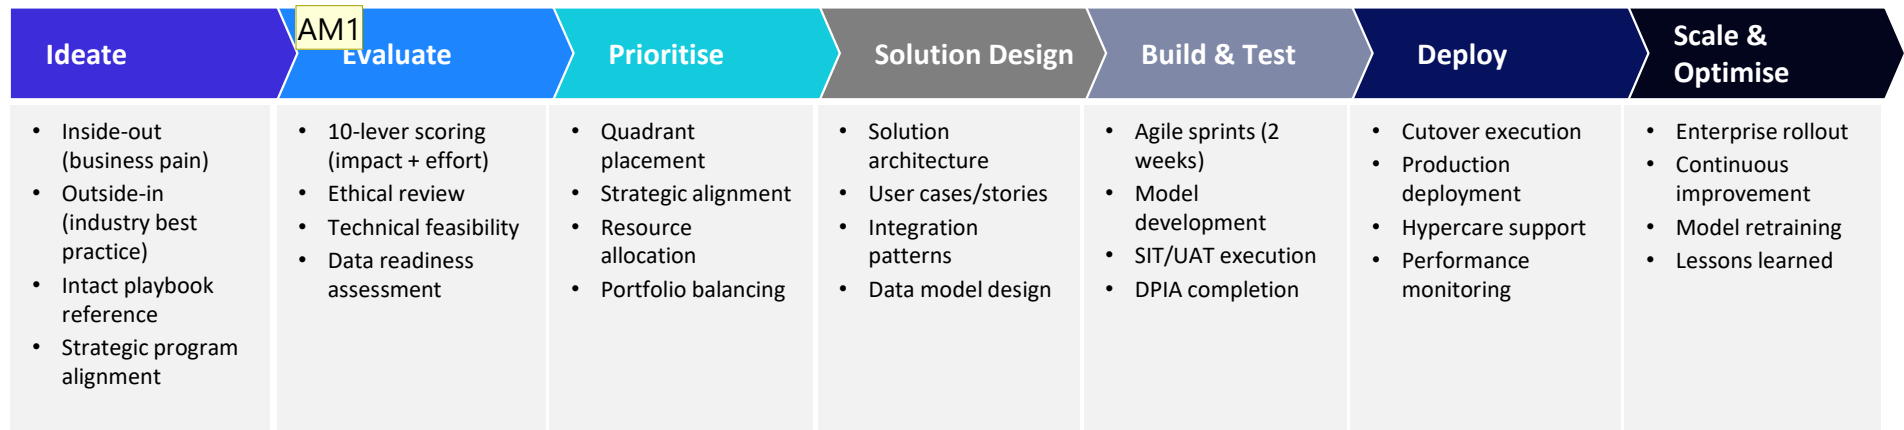 Ideate
AM1
Evaluate
Prioritise
Solution Design
Build & Test
Deploy
Scale &
Optimise
• Inside-out
(business pain)
• Outside-in
(industry best
practice)
• Intact playbook
reference
• Strategic program
alignment
• 10-lever scoring
(impact + effort)
• Ethical review
• Technical feasibility
• Data readiness
assessment
• Quadrant
placement
• Strategic alignment
• Resource
allocation
• Portfolio balancing
• Solution
architecture
• User cases/stories
• Integration
patterns
• Data model design
• Agile sprints (2
weeks)
• Model
development
• SIT/UAT execution
• DPIA completion
• Cutover execution
• Production
deployment
• Hypercare support
• Performance
monitoring
• Enterprise rollout
• Continuous
improvement
• Model retraining
• Lessons learned